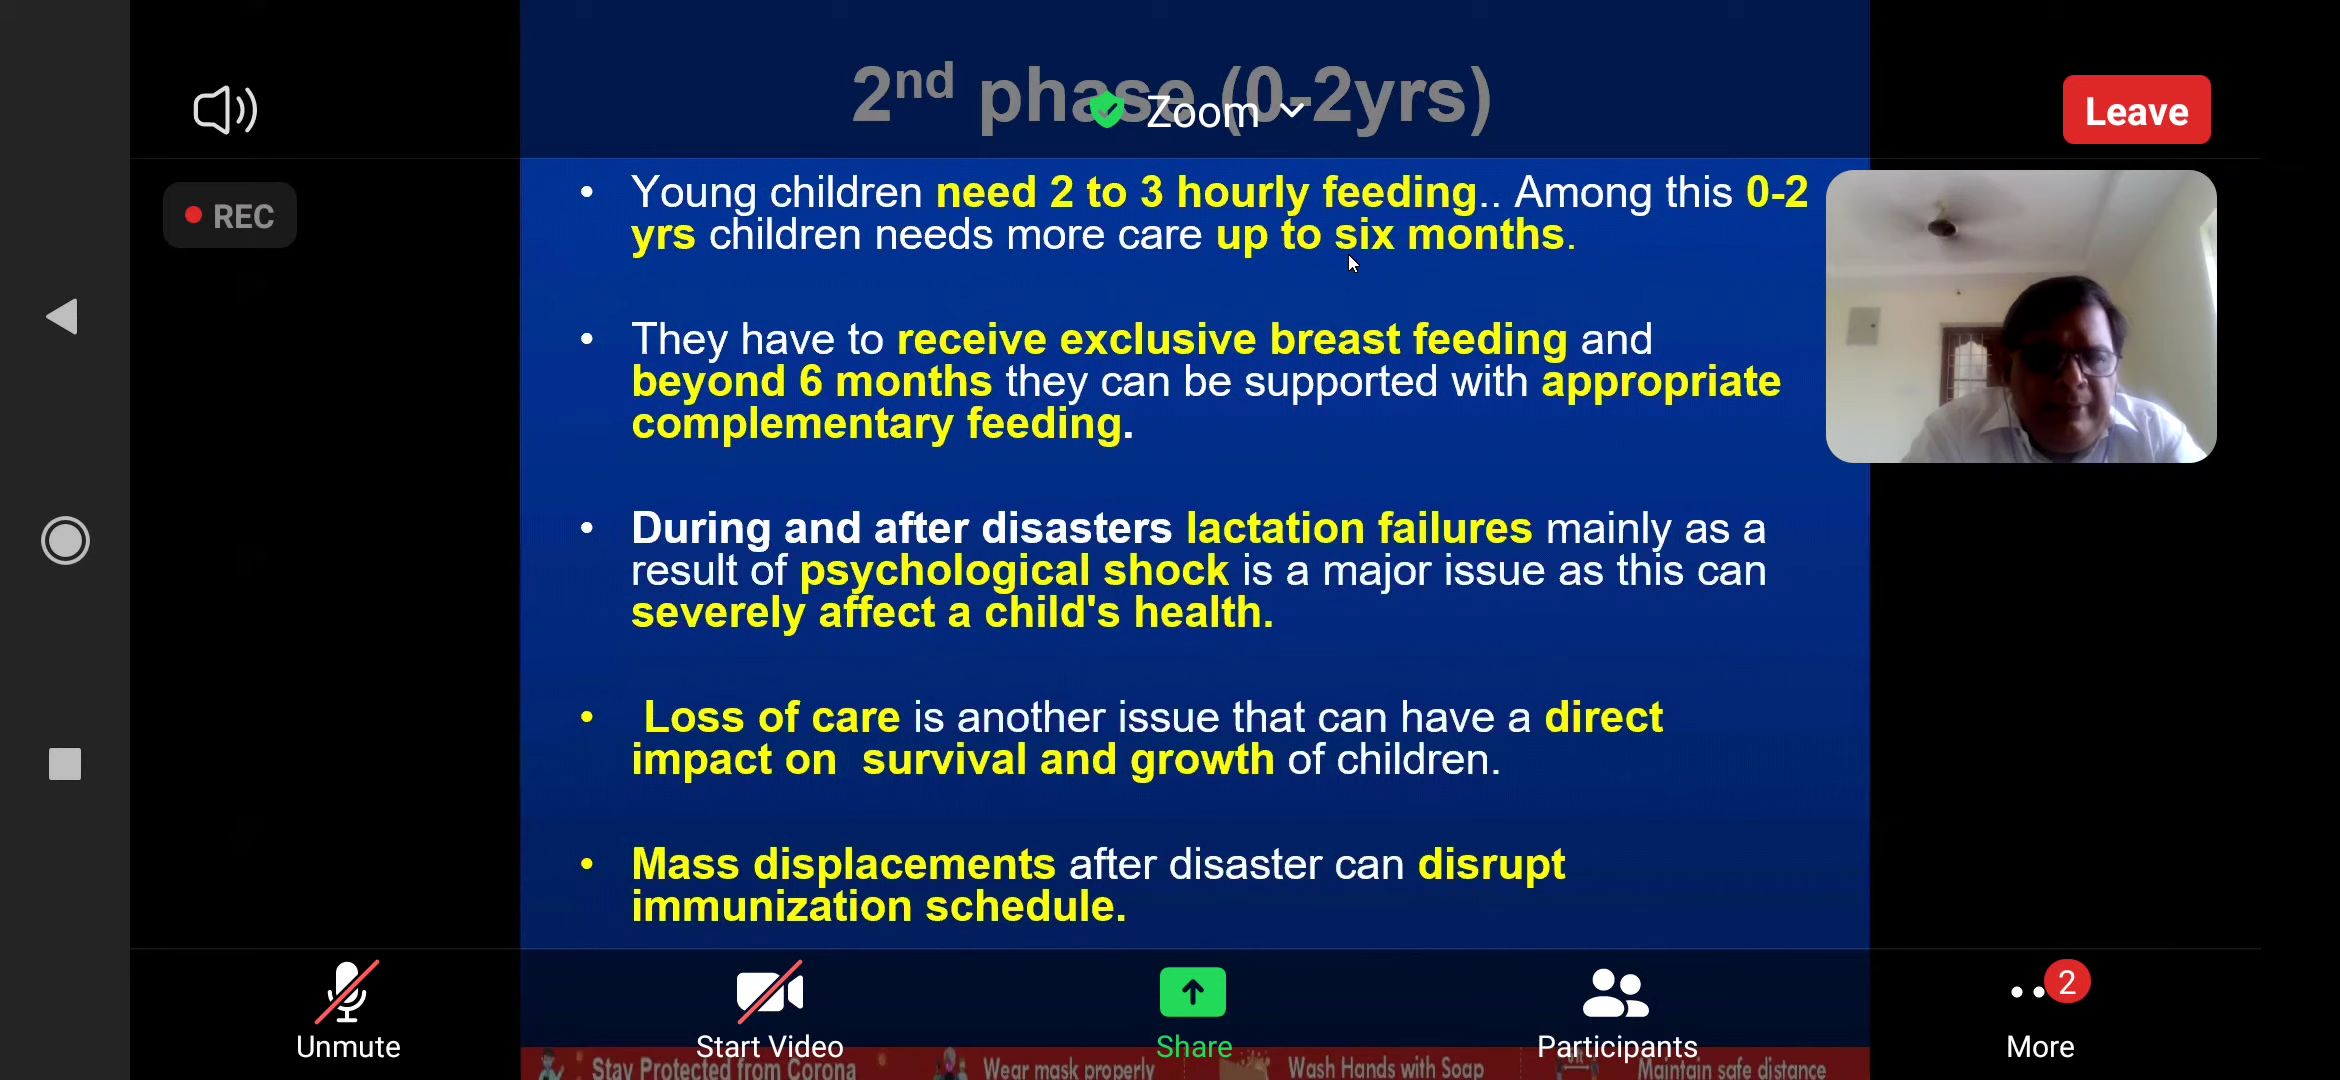 2nd phase (0-2yrs)
Zoom
Leave
REC
• Young children need 2 to 3 hourly feeding.. Among this 0-2
yrs children needs more care up to six months.
• They have to receive exclusive breast feeding and
beyond 6 months they can be supported with appropriate
complementary feeding.
• During and after disasters lactation failures mainly as a
result of psychological shock is a major issue as this can
severely affect a child's health.
• Loss of care is another issue that can have a direct
impact on  survival and growth of children.
• Mass displacements after disaster can disrupt
immunization schedule.
2
Unmute
Start Video
Share
Participants
More
Stay Protected from Corona
Wear mask properly
Wash Hands with Soap
Maintain safe distance